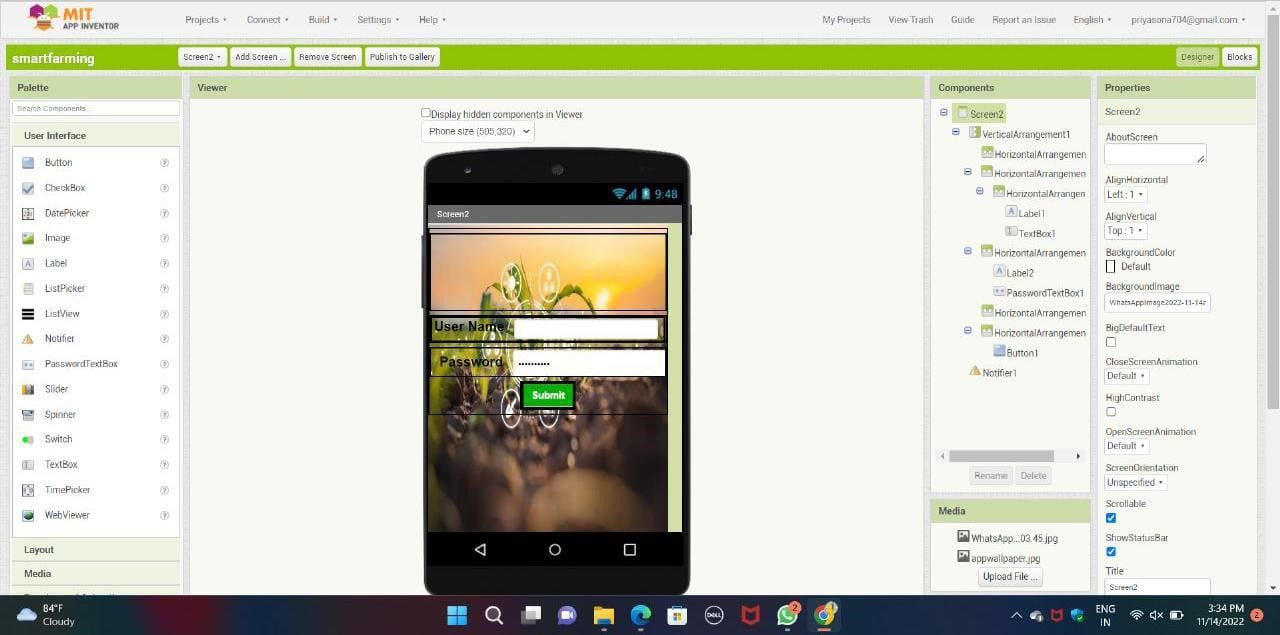 MIT
APP INVENTOR
Projects Connect Build Settings Help My Projects View Trash Guide Report an Issue English priyasona704@gmail.com
smartfarming Screen2 Add Screen ... Remove Screen Publish to Gallery Designer Blocks
Palette
Search Components...
User Interface
Button
CheckBox
DatePicker
Image
Label
ListPicker
ListView
Notifier
PasswordTextBox
Slider
Spinner
Switch
TextBox
TimePicker
WebViewer
Layout
Media
Viewer
Display hidden components in Viewer
Phone size (505,320)
9:48
Screen2
User Name
Password ··········
Submit
Components
Screen2
VerticalArrangement1
HorizontalArrangemen
HorizontalArrangemen
HorizontalArrangen
Label1
TextBox1
HorizontalArrangemen
Label2
PasswordTextBox1
HorizontalArrangemen
HorizontalArrangemen
Button1
Notifier1
Rename Delete
Media
WhatsApp...03.45.jpg
appwallpaper.jpg
Upload File ...
Properties
Screen2
AboutScreen
AlignHorizontal
Left : 1
AlignVertical
Top : 1
BackgroundColor
Default
BackgroundImage
WhatsAppImage2022-11-14a
BigDefaultText
CloseScreenAnimation
Default
HighContrast
OpenScreenAnimation
Default
ScreenOrientation
Unspecified
Scrollable
ShowStatusBar
Title
Screen2
84°F
Cloudy
DELL
2
ENG
IN
3:34 PM
11/14/2022
2